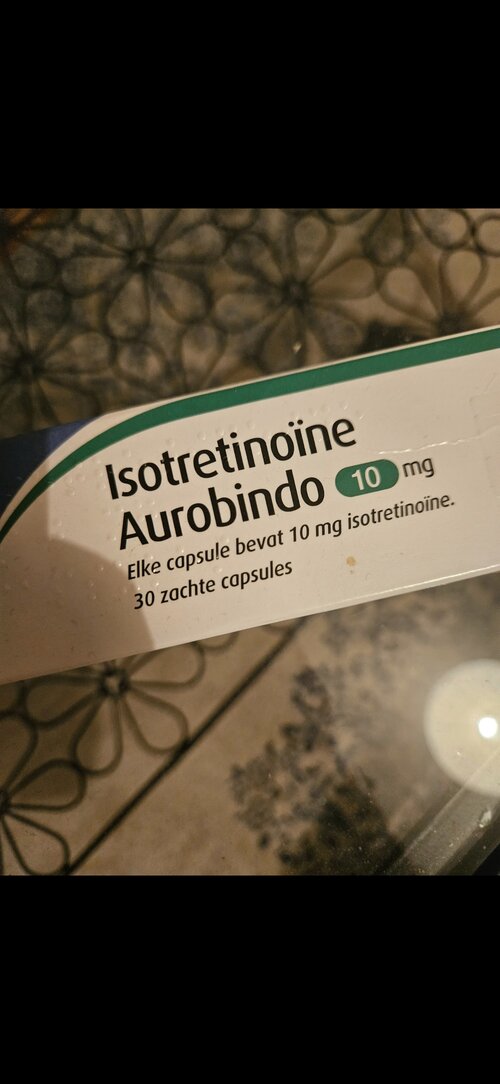 Isotretinoïne
Aurobindo 10 mg
Elke capsule bevat 10 mg isotretinoïne.
30 zachte capsules